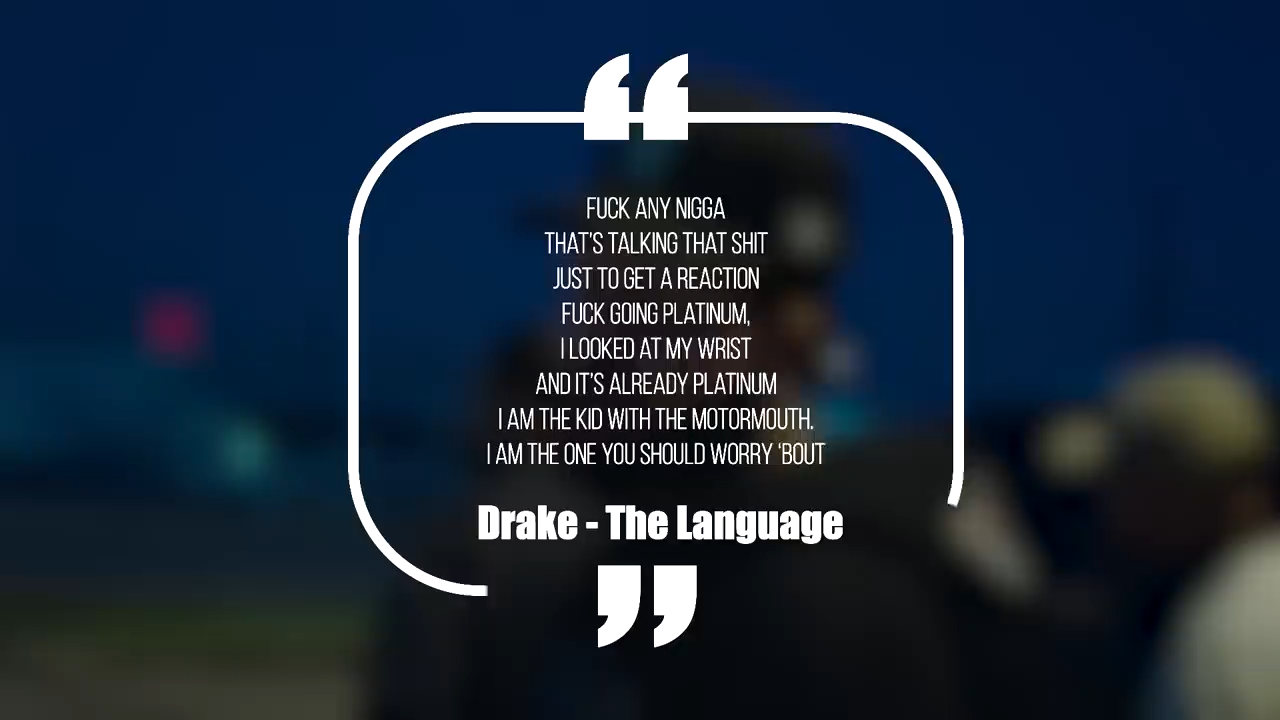 FUCK ANY NIGGA
THAT'S TALKING THAT SHIT
JUST TO GET A REACTION
FUCK GOING PLATINUM,
I LOOKED AT MY WRIST
AND IT'S ALREADY PLATINUM
I AM THE KID WITH THE MOTORMOUTH.
I AM THE ONE YOU SHOULD WORRY ‘BOUT
Drake - The Language